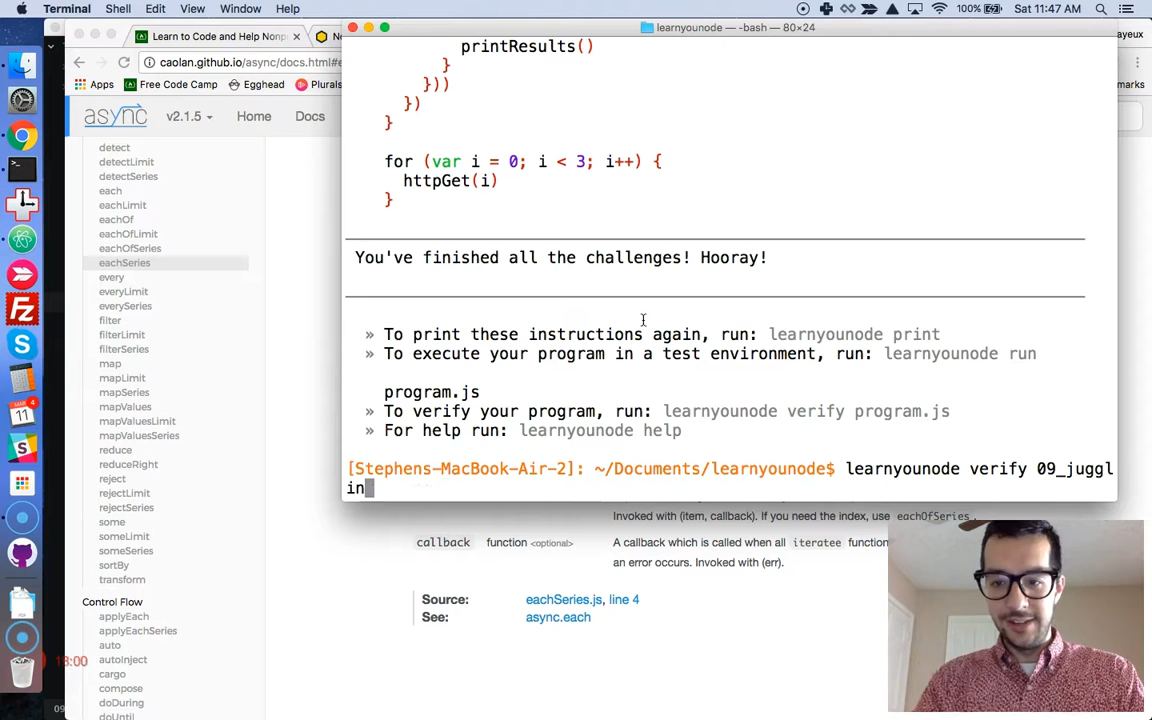 Terminal Shell Edit View Window Help 100% Sat 11:47 AM
learnyounode — -bash — 80×24
Learn to Code and Help Nonp
ayeux
caolan.github.io/async/docs.html#e
Apps Free Code Camp Egghead Plurals
marks
async v2.1.5 Home Docs
detect
detectLimit
detectSeries
each
eachLimit
eachOf
eachOfLimit
eachOfSeries
eachSeries
every
everyLimit
everySeries
filter
filterLimit
filterSeries
map
mapLimit
mapSeries
mapValues
mapValuesLimit
mapValuesSeries
reduce
reduceRight
reject
rejectLimit
rejectSeries
some
someLimit
someSeries
sortBy
transform
Control Flow
applyEach
applyEachSeries
auto
autoInject
cargo
compose
doDuring
doUntil
printResults()
}
}))
})
}
for (var i = 0; i < 3; i++) {
httpGet(i)
}
You've finished all the challenges! Hooray!
» To print these instructions again, run: learnyounode print
» To execute your program in a test environment, run: learnyounode run
program.js
» To verify your program, run: learnyounode verify program.js
» For help run: learnyounode help
[Stephens-MacBook-Air-2]: ~/Documents/learnyounode$ learnyounode verify 09_juggl
in
Invoked with (item, callback). If you need the index, use eachOfSeries.
callback function <optional> A callback which is called when all iteratee function
an error occurs. Invoked with (err).
Source: eachSeries.js, line 4
See: async.each
13:00
09